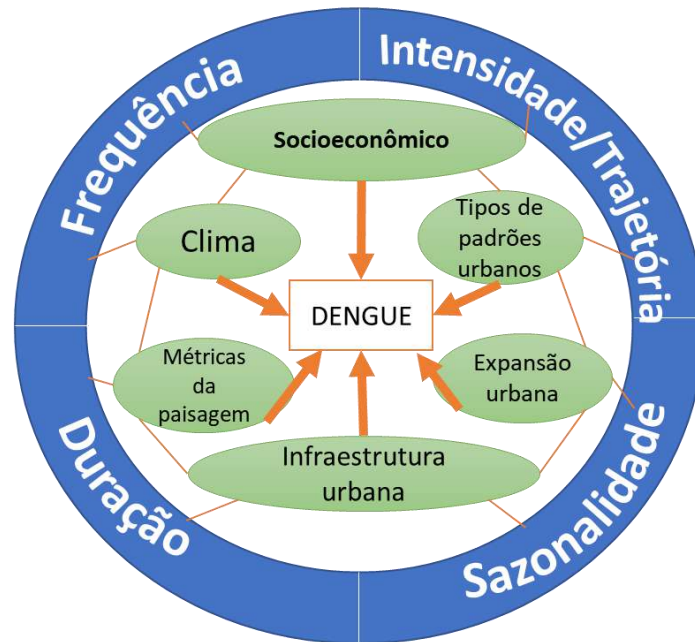 Frequência
Intensidade/Trajetória
Socioeconômico
Clima
Tipos de
padrões
urbanos
DENGUE
Métricas
da
paisagem
Expansão
urbana
Infraestrutura
urbana
Duração
Sazonalidade